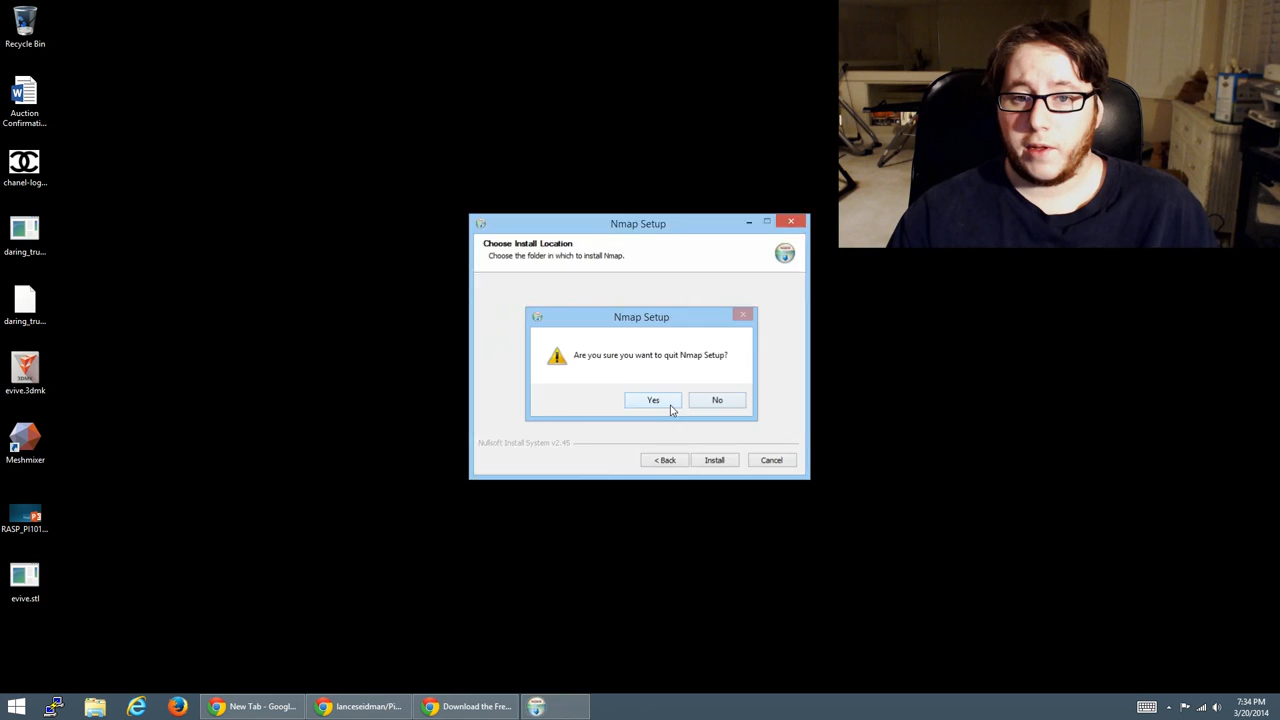 Recycle Bin
Auction
Confirmati...
chanel-log...
daring_tru...
daring_tru...
3DMK
evive.3dmk
Meshmixer
RASP_PI101...
evive.stl
Nmap Setup
Choose Install Location
Choose the folder in which to install Nmap.
Nmap Setup
Are you sure you want to quit Nmap Setup?
Yes
No
Nullsoft Install System v2.45
< Back
Install
Cancel
New Tab - Googl...
lanceseidman/Pi...
Download the Fre...
7:34 PM
3/20/2014